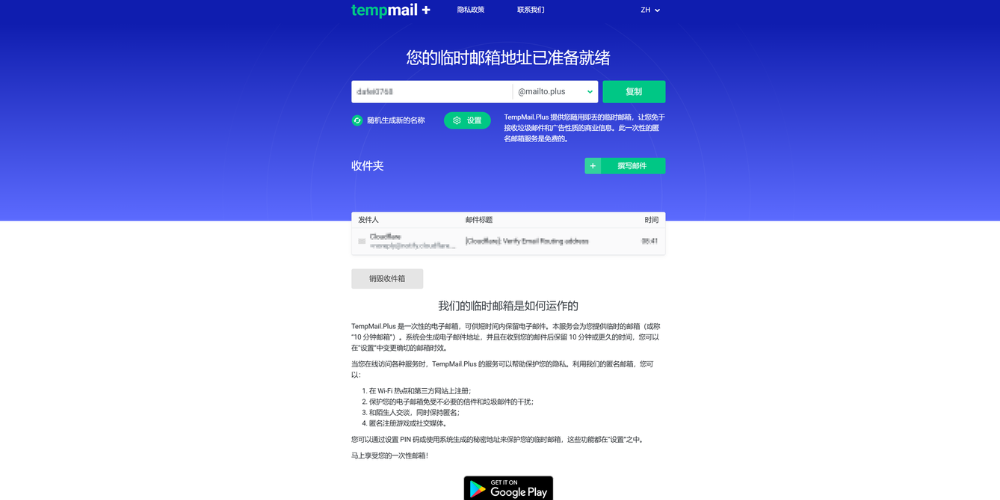 tempmail + 隐私政策 联系我们 ZH
您的临时邮箱地址已准备就绪
@mailto.plus 复制
随机生成新的名称 设置
TempMail.Plus 提供您随用即丢的临时邮箱，让您免于
接收垃圾邮件和广告性质的商业信息。此一次性的匿
名邮箱服务是免费的。
收件夹 + 撰写邮件
发件人 邮件标题 时间
Cloudflare
noreply@notify.cloudflare...
[Cloudflare]: Verify Email Routing address
销毁收件箱
我们的临时邮箱是如何运作的
TempMail.Plus 是一次性的电子邮箱，可供短时间内保留电子邮件。本服务会为您提供临时的邮箱（或称
“10 分钟邮箱”）。系统会生成电子邮件地址，并且在收到您的邮件后保留 10 分钟或更久的时间，您可以
在“设置”中变更确切的邮箱时效。
当您在线访问各种服务时，TempMail.Plus 的服务可以帮助保护您的隐私。利用我们的匿名邮箱，您可
以：
1. 在 Wi-Fi 热点和第三方网站上注册；
2. 保护您的电子邮箱免受不必要的信件和垃圾邮件的干扰；
3. 和陌生人交谈，同时保持匿名；
4. 匿名注册游戏或社交媒体。
您可以通过设置 PIN 码或使用系统生成的秘密地址来保护您的临时邮箱，这些功能都在“设置”之中。
马上享受您的一次性邮箱！
GET IT ON
Google Play